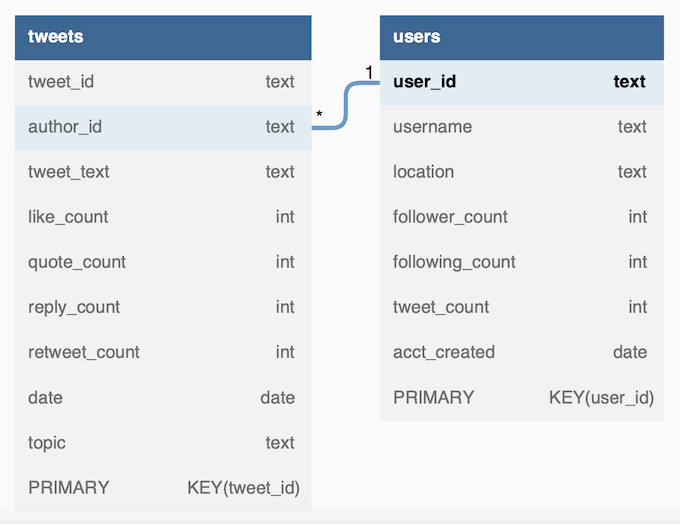 tweets
tweet_id text
author_id text
tweet_text text
like_count int
quote_count int
reply_count int
retweet_count int
date date
topic text
PRIMARY KEY(tweet_id)
* 1
users
user_id text
username text
location text
follower_count int
following_count int
tweet_count int
acct_created date
PRIMARY KEY(user_id)